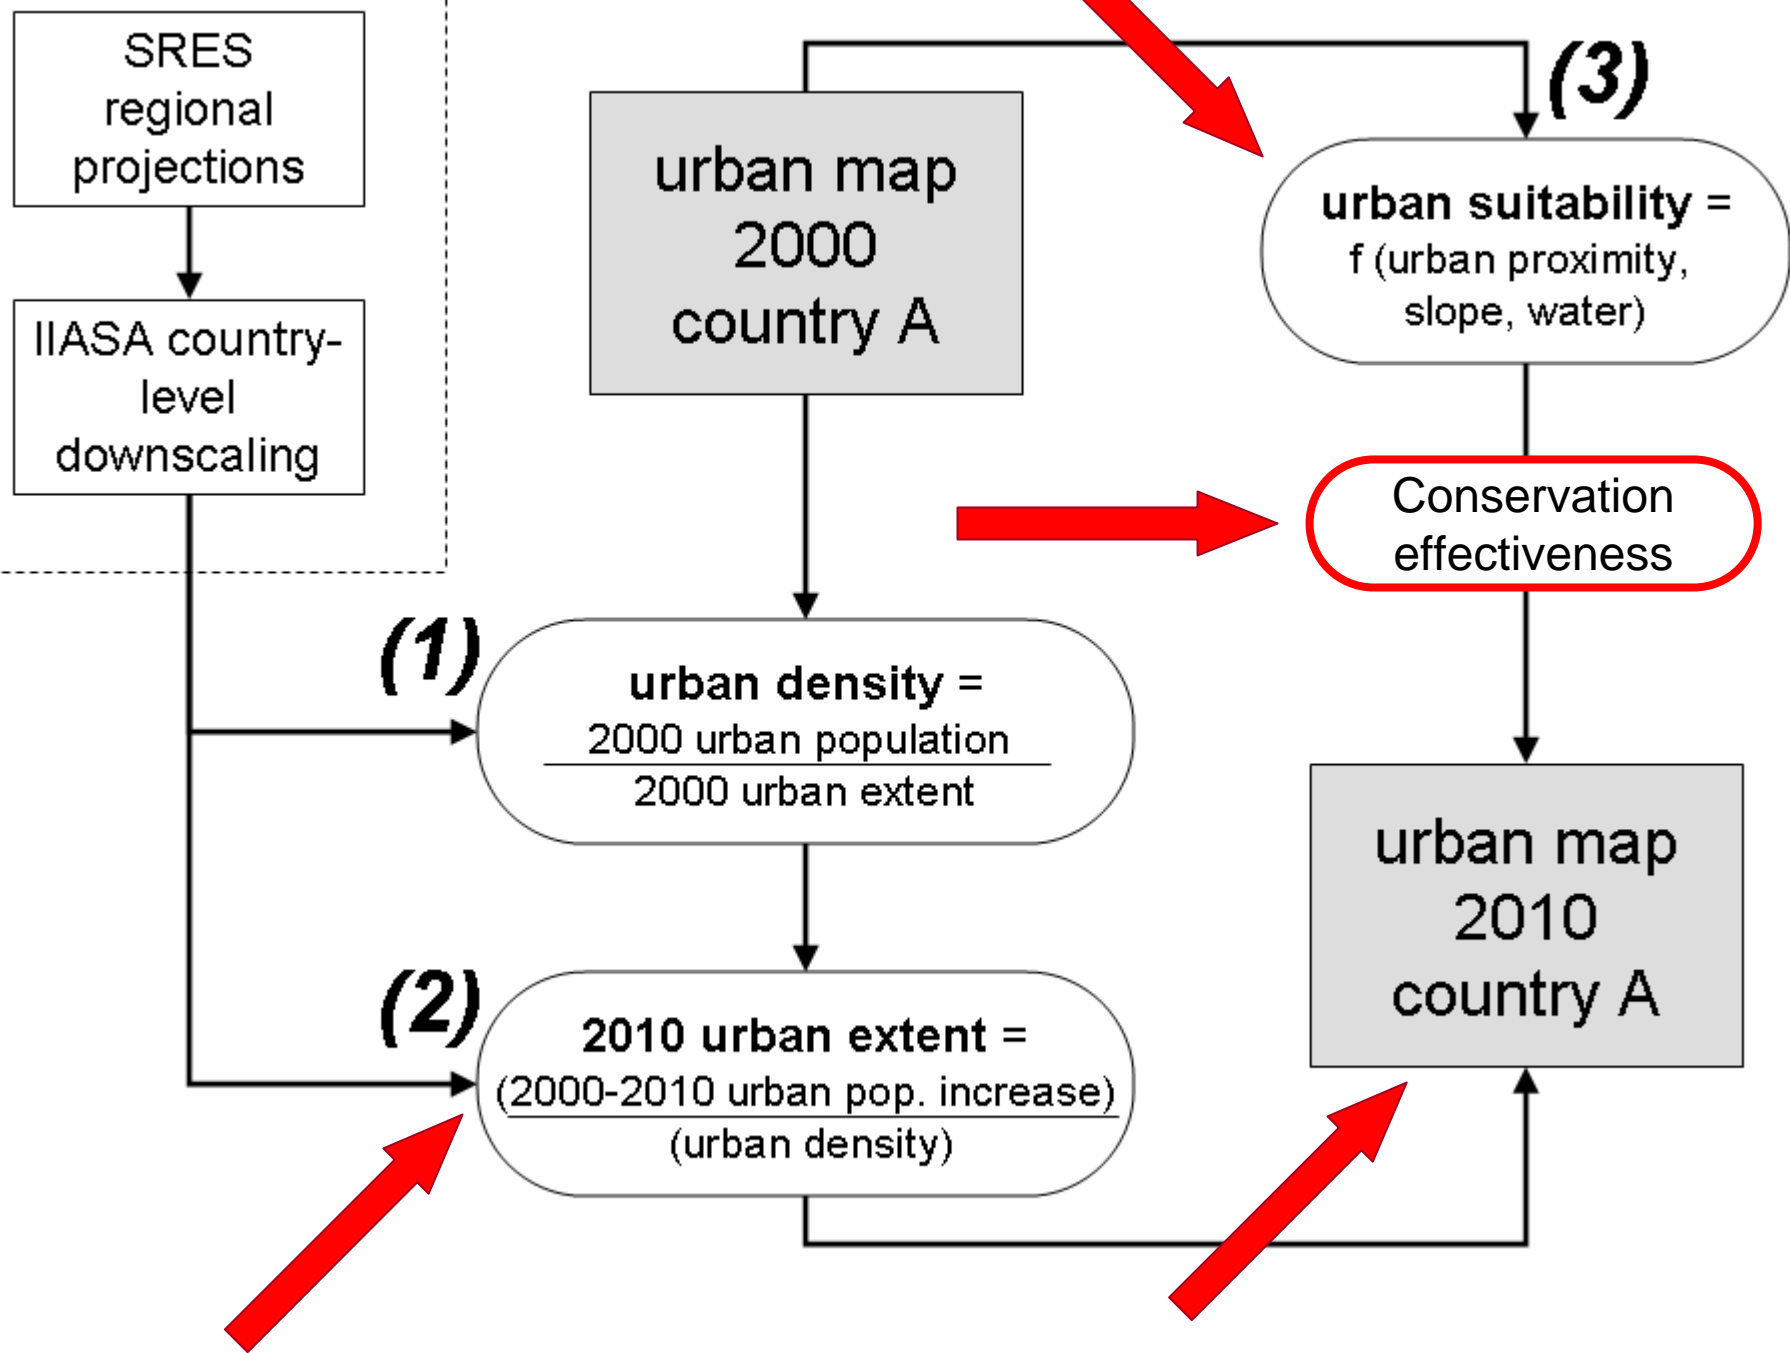 SRES
regional
projections
IIASA country-
level
downscaling
urban map
2000
country A
(3)
urban suitability =
f (urban proximity,
slope, water)
Conservation
effectiveness
(1)
urban density =
2000 urban population
2000 urban extent
(2)
2010 urban extent =
(2000-2010 urban pop. increase)
(urban density)
urban map
2010
country A